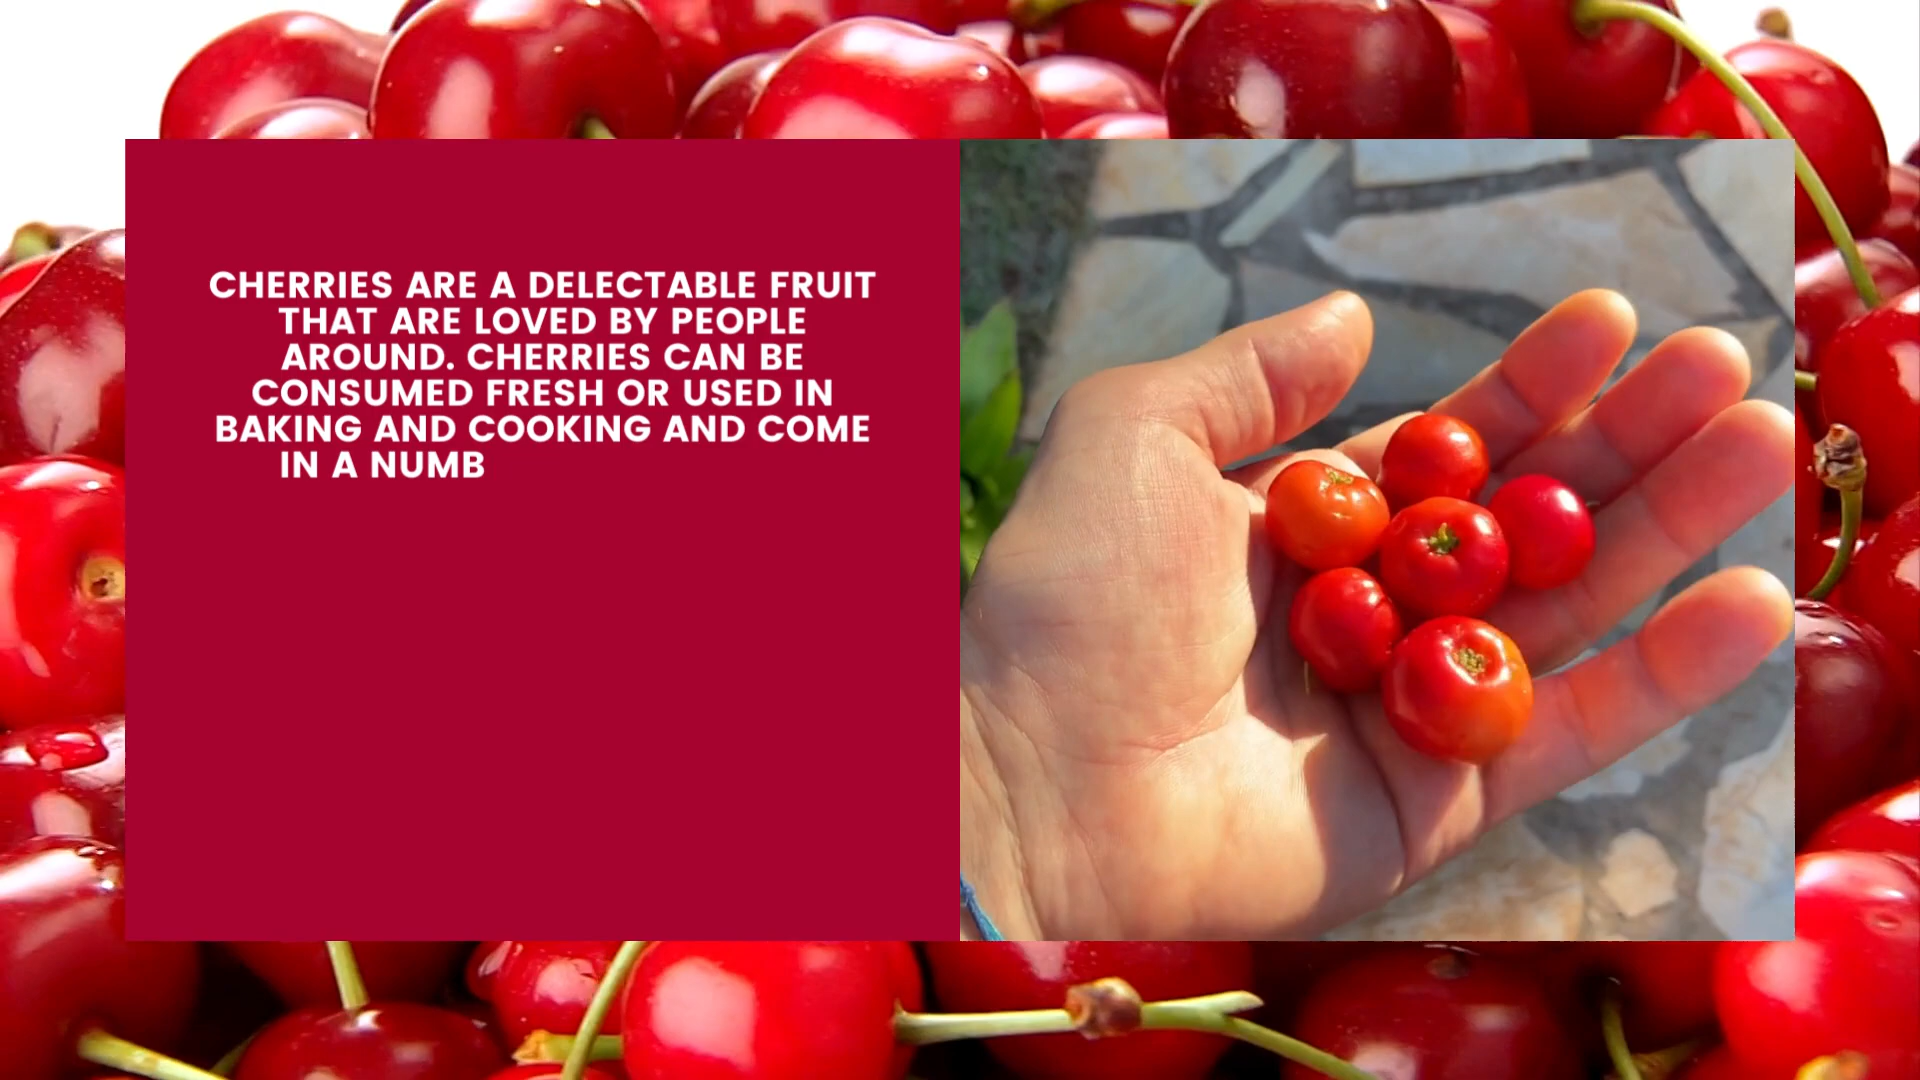 CHERRIES ARE A DELECTABLE FRUIT
THAT ARE LOVED BY PEOPLE
AROUND. CHERRIES CAN BE
CONSUMED FRESH OR USED IN
BAKING AND COOKING AND COME
IN A NUMB